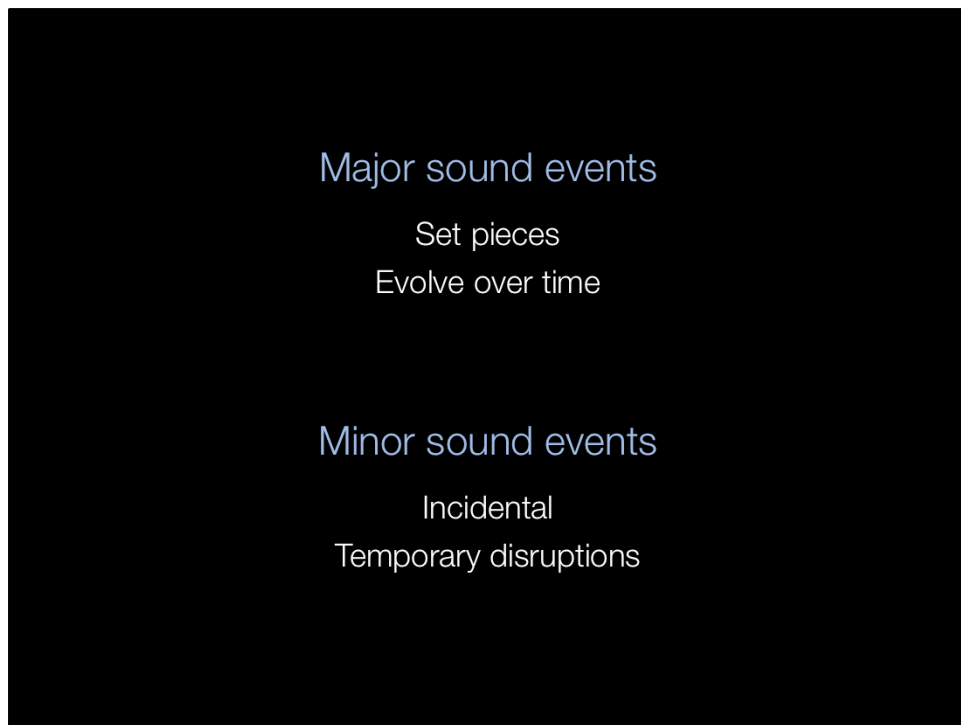 Major sound events
Set pieces
Evolve over time
Minor sound events
Incidental
Temporary disruptions